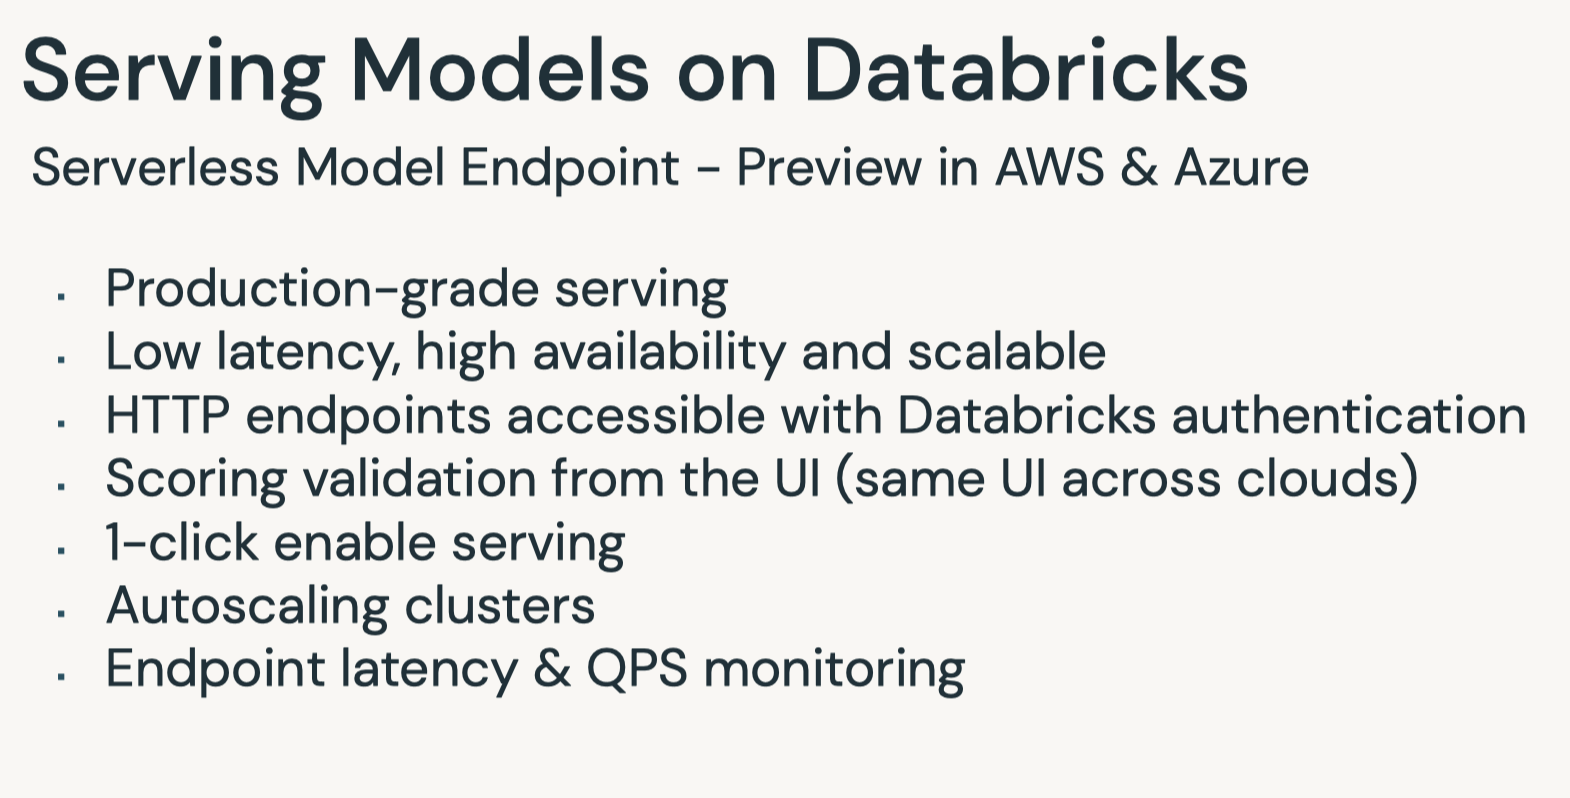 Serving Models on Databricks
Serverless Model Endpoint - Preview in AWS & Azure
Production-grade serving
Low latency, high availability and scalable
HTTP endpoints accessible with Databricks authentication
Scoring validation from the UI (same UI across clouds)
1-click enable serving
Autoscaling clusters
Endpoint latency & QPS monitoring